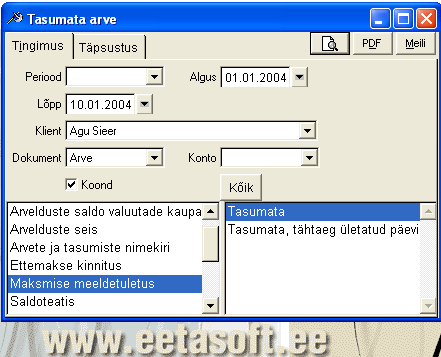 Tasumata arve
Tingimus Täpsustus PDF Meili
Periood Algus 01.01.2004
Lõpp 10.01.2004
Klient Agu Sieer
Dokument Arve Konto
Koond Kõik
Arvelduste saldo valuutade kaupa
Arvelduste seis
Arvete ja tasumiste nimekiri
Ettemakse kinnitus
Maksmise meeldetuletus
Saldoteatis
Tasumata
Tasumata, tähtaeg ületatud päevi
www.eetasoft.ee